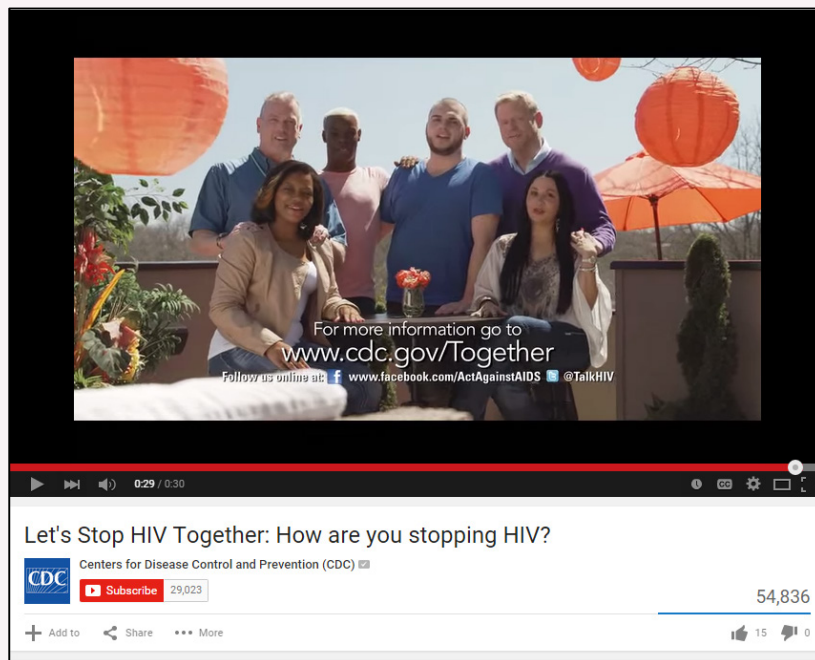 For more information go to
www.cdc.gov/Together
Follow us online at: f www.facebook.com/ActAgainstAIDS @TalkHIV
0:29 / 0:30
CC
Let's Stop HIV Together: How are you stopping HIV?
CDC
Centers for Disease Control and Prevention (CDC)
Subscribe 29,023
54,836
Add to Share More 15 0